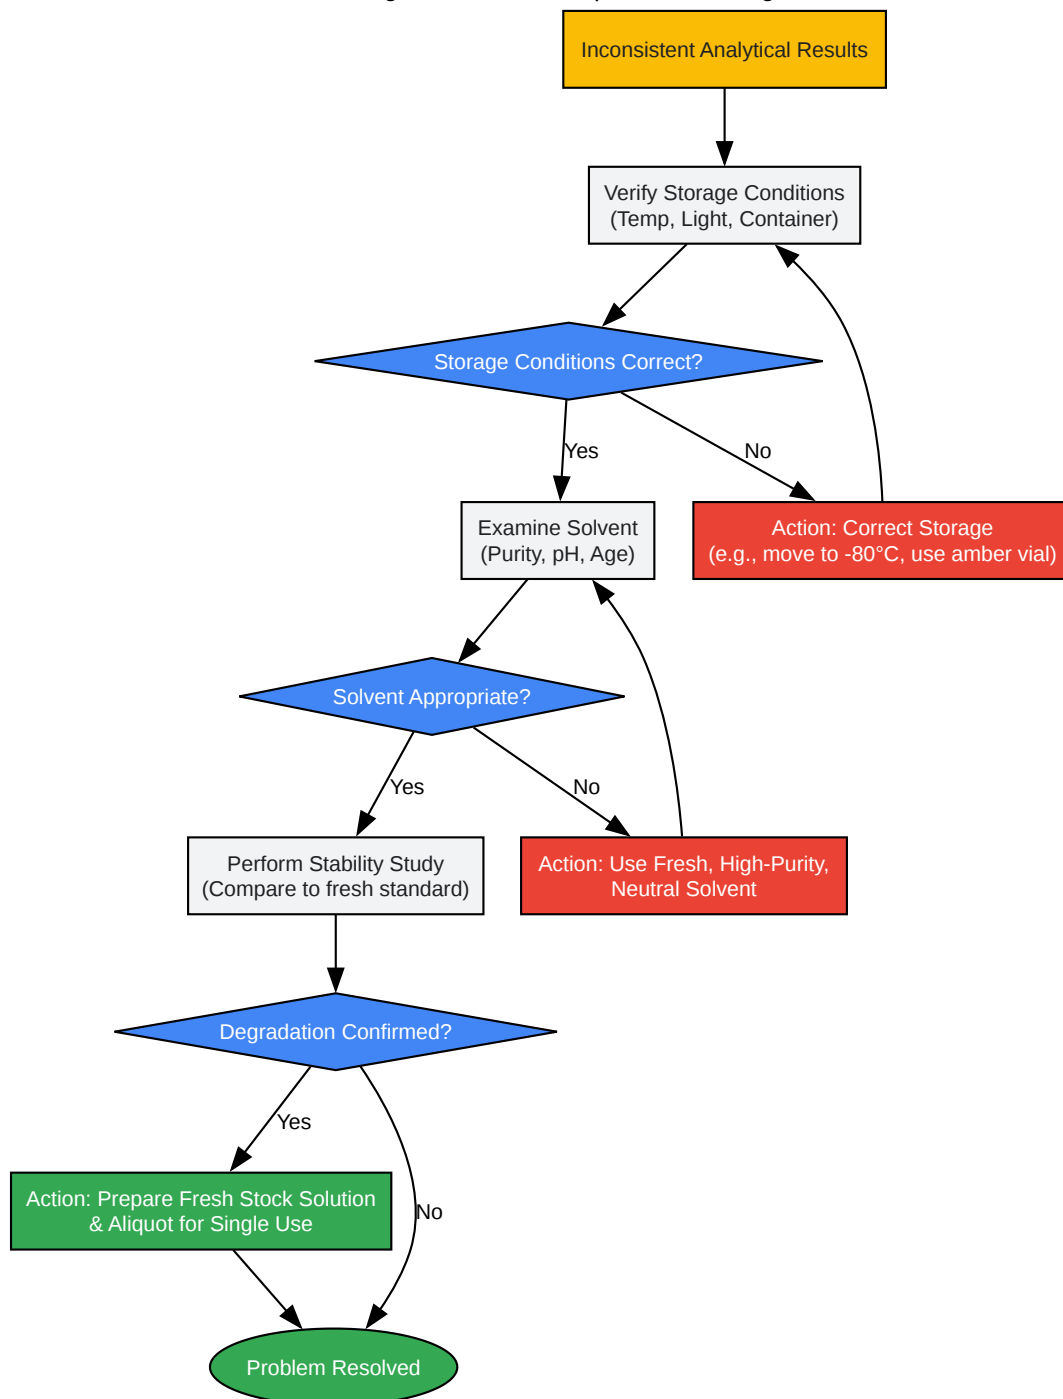 Inconsistent Analytical Results
Verify Storage Conditions
(Temp, Light, Container)
Storage Conditions Correct?
Yes
No
Examine Solvent
(Purity, pH, Age)
Action: Correct Storage
(e.g., move to -80°C, use amber vial)
Solvent Appropriate?
Yes
No
Perform Stability Study
(Compare to fresh standard)
Action: Use Fresh, High-Purity,
Neutral Solvent
Degradation Confirmed?
Yes
No
Action: Prepare Fresh Stock Solution
& Aliquot for Single Use
Problem Resolved